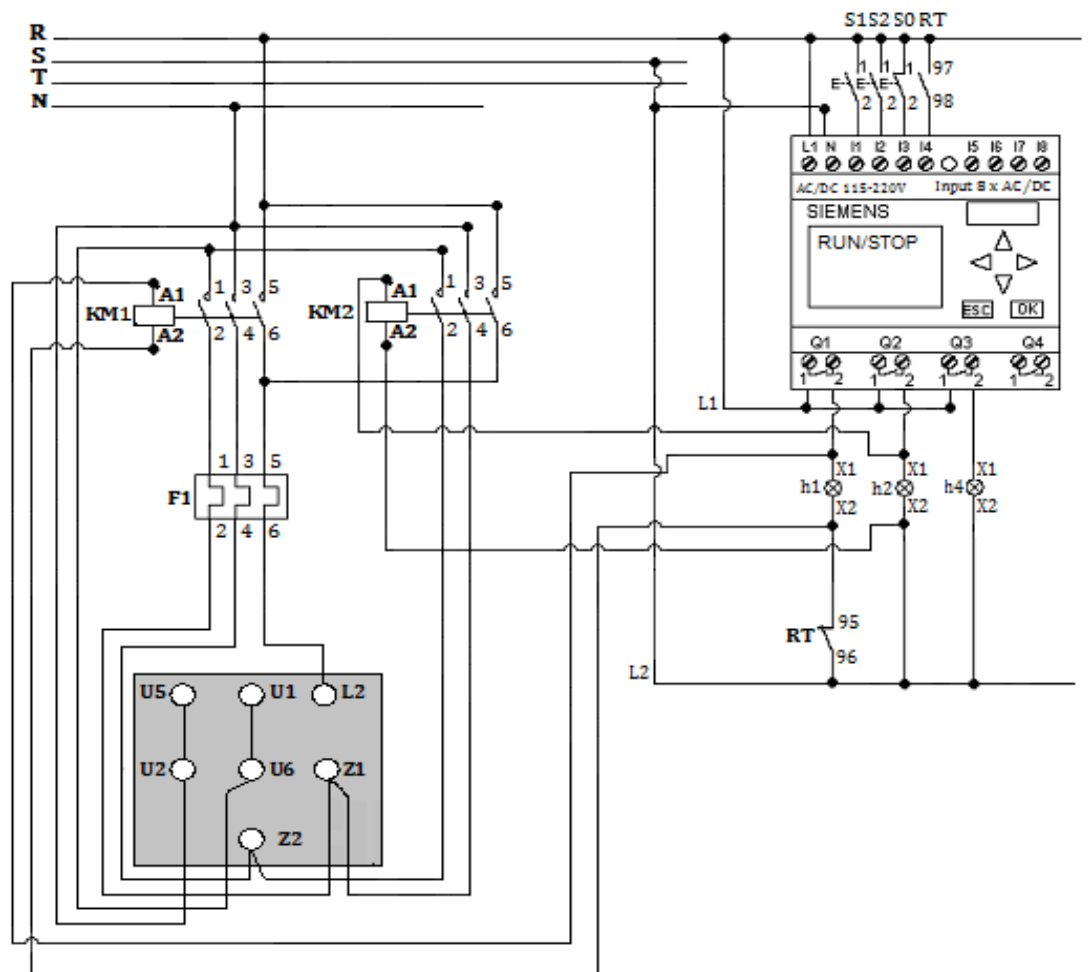 R
S
T
N
S1 S2 S0 RT
1 1 1 97
2 2 2 98
L1 N I1 I2 I3 I4 I5 I6 I7 I8
AC/DC 115-220V Input 8 x AC/DC
SIEMENS
RUN/STOP
ESC OK
Q1 Q2 Q3 Q4
1 2 1 2 1 2 1 2
KM1 A1 A2
1 3 5
2 4 6
KM2 A1 A2
1 3 5
2 4 6
L1
F1
1 3 5
2 4 6
h1 X1 X2
h2 X1 X2
h4 X1 X2
RT 95
96
L2
U5 U1 L2
U2 U6 Z1
Z2